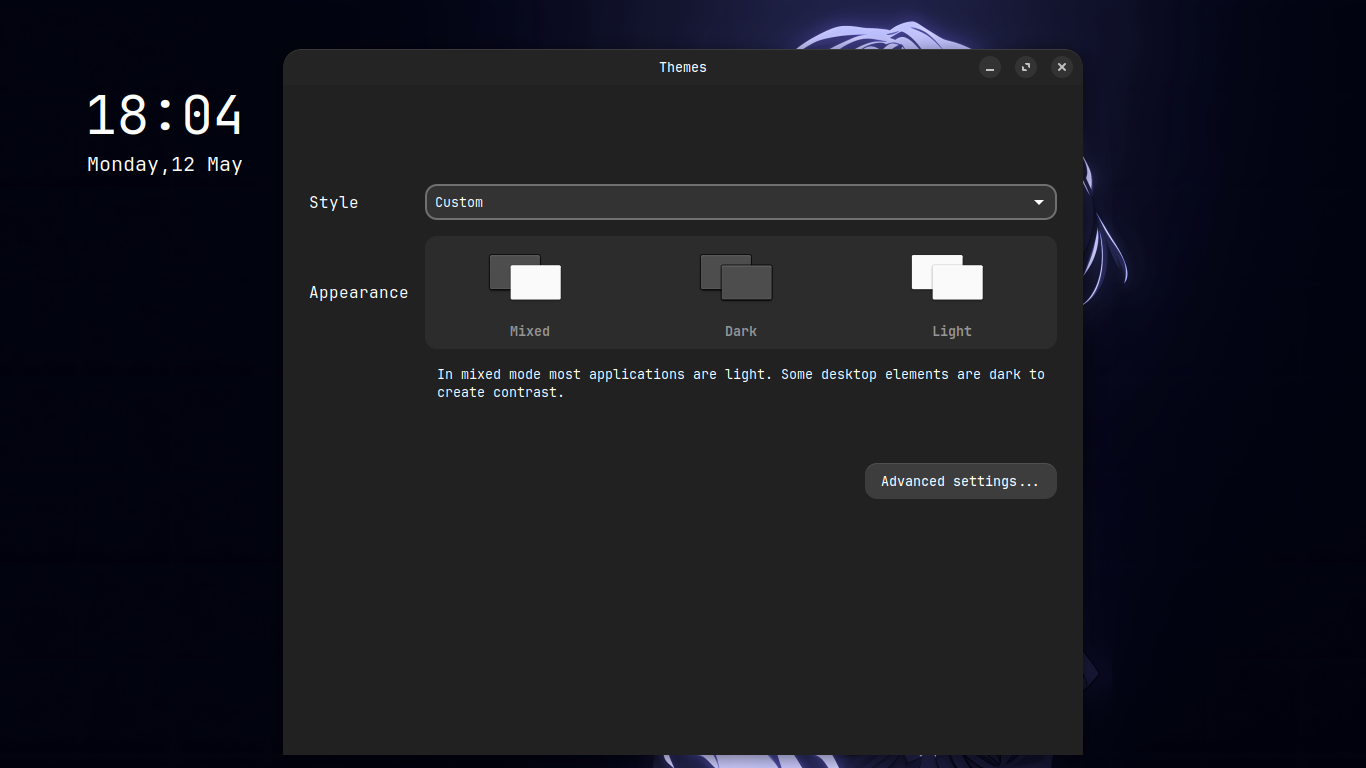 18:04
Monday,12 May
Themes
Style
Custom
Appearance
Mixed
Dark
Light
In mixed mode most applications are light. Some desktop elements are dark to
create contrast.
Advanced settings...